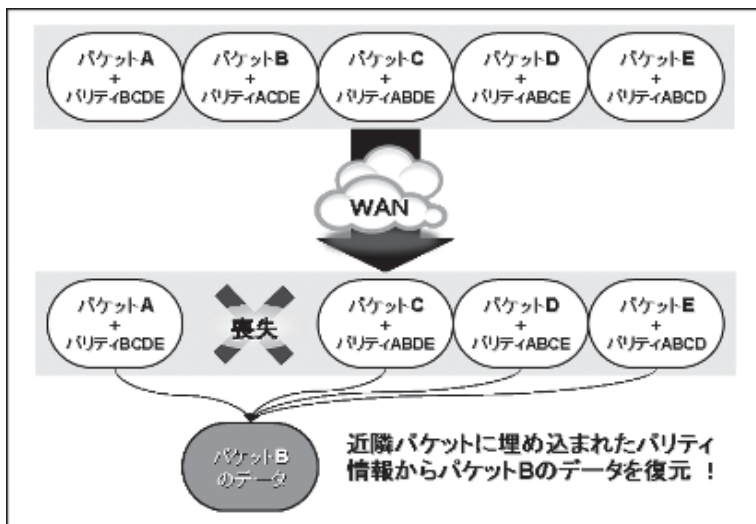 パケットA
+
パリティBCDE
パケットB
+
パリティACDE
パケットC
+
パリティABDE
パケットD
+
パリティABCE
パケットE
+
パリティABCD
WAN
パケットA
+
パリティBCDE
喪失
パケットC
+
パリティABDE
パケットD
+
パリティABCE
パケットE
+
パリティABCD
パケットB
のデータ
近隣パケットに埋め込まれたパリティ
情報からパケットBのデータを復元 !